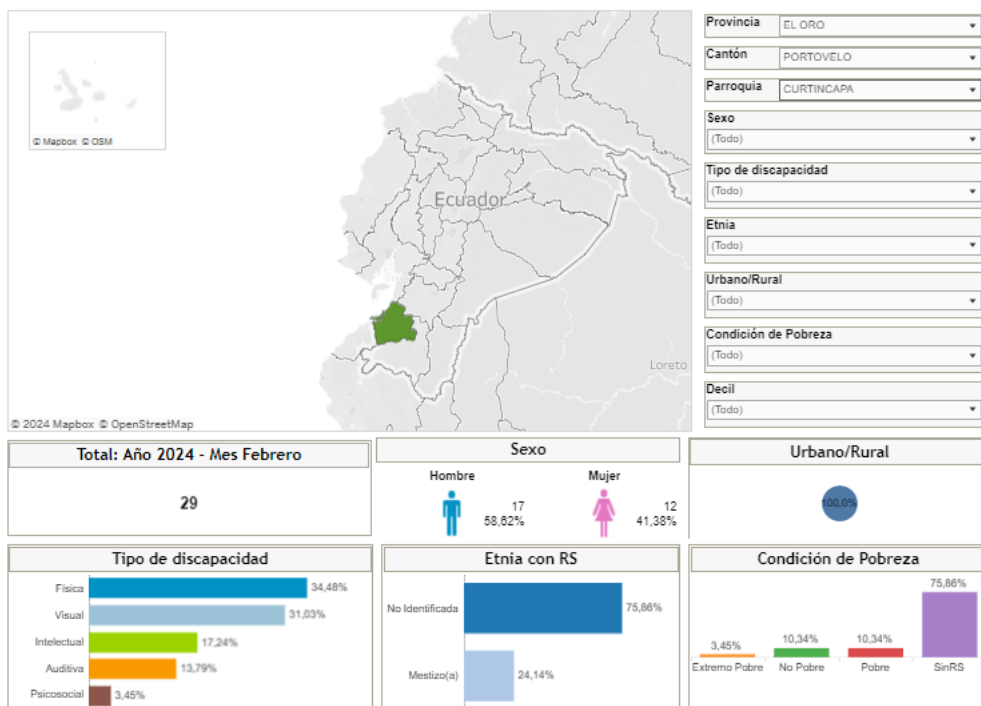 © Mapbox © OSM
Ecuador
Loreto
© 2024 Mapbox © OpenStreetMap
Provincia
EL ORO
Cantón
PORTOVELO
Parroquia
CURTINCAPA
Sexo
(Todo)
Tipo de discapacidad
(Todo)
Etnia
(Todo)
Urbano/Rural
(Todo)
Condición de Pobreza
(Todo)
Decil
(Todo)
Total: Año 2024 - Mes Febrero
29
Sexo
Hombre
17
58,62%
Mujer
12
41,38%
Urbano/Rural
100,0%
Tipo de discapacidad
Física 34,48%
Visual 31,03%
Intelectual 17,24%
Auditiva 13,79%
Psicosocial 3,45%
Etnia con RS
No Identificada 75,86%
Mestizo(a) 24,14%
Condición de Pobreza
3,45% 10,34% 10,34% 75,86%
Extremo Pobre No Pobre Pobre SinRS